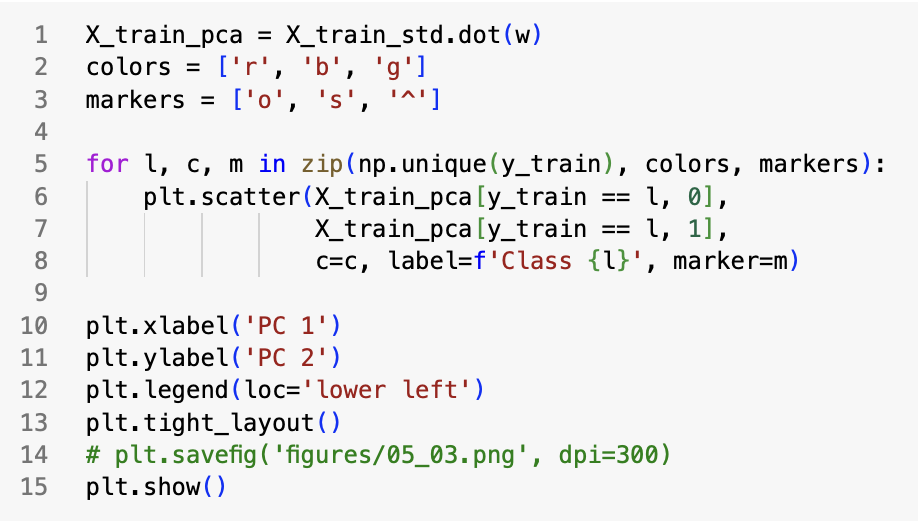 1 X_train_pca = X_train_std.dot(w)
2 colors = ['r', 'b', 'g']
3 markers = ['o', 's', '^']
4
5 for l, c, m in zip(np.unique(y_train), colors, markers):
6     plt.scatter(X_train_pca[y_train == l, 0],
7                 X_train_pca[y_train == l, 1],
8                 c=c, label=f'Class {l}', marker=m)
9
10 plt.xlabel('PC 1')
11 plt.ylabel('PC 2')
12 plt.legend(loc='lower left')
13 plt.tight_layout()
14 # plt.savefig('figures/05_03.png', dpi=300)
15 plt.show()